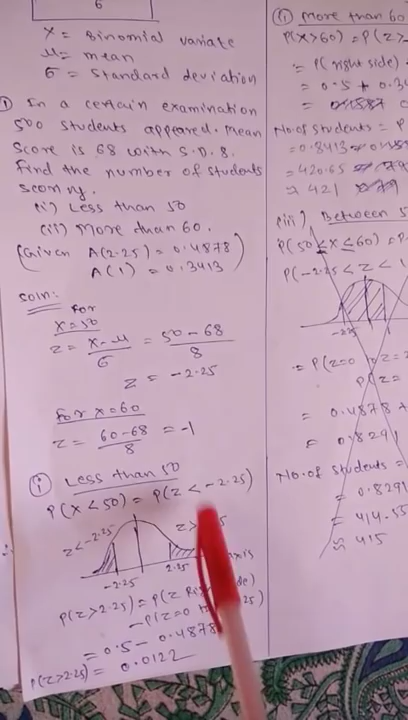 6
X = Binomial variate
μ = mean
σ = Standard deviation
① In a certain examination
500 students appeared. Mean
score is 68 with S.D. 8.
Find the number of students
scoring.
(i) Less than 50
(ii) More than 60.
(Given A(2.25) = 0.4878
A(1) = 0.3413)
Soln:-
For
X=50
z = x-μ/σ = 50-68/8
z = -2.25
For x=60
z = 60-68/8 = -1
(i) Less than 50
P(X < 50) = P(z < -2.25)
z<-2.25
-2.25 2.25
P(z>2.25) = P(z
-P(z=0
= 0.5 - 0.4878
P(z>2.25) = 0.0122
(ii) More than 60
P(X>60) = P(z>
= P(right side)
= 0.5 +
=
No. of students =
= 0.8413
= 420.65
≈ 421
(iii) Between
P(50 ≤ X ≤ 60) =
P(-2.25 < Z <
-2.25
= P(z=0 to z=
P(z=
= 0.4878 +
= 0.8291
No. of students =
= 0.8291
= 414.55
≈ 415